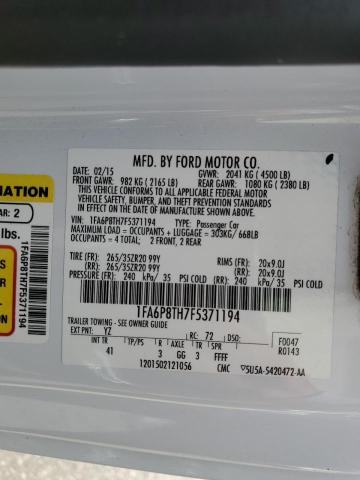 MFD. BY FORD MOTOR CO.
02/15 GVWR: 2041 KG ( 4500 LB)
FRONT GAWR: 982 KG ( 2165 LB) REAR GAWR: 1080 KG ( 2380 LB)
THIS VEHICLE CONFORMS TO ALL APPLICABLE FEDERAL MOTOR
VEHICLE SAFETY, BUMPER, AND THEFT PREVENTION STANDARDS IN
EFFECT ON THE DATE OF MANUFACTURE SHOWN ABOVE.
VIN: 1FA6P8TH7F5371194 TYPE: Passenger Car
MAXIMUM LOAD = OCCUPANTS + LUGGAGE = 303KG/ 668LB
OCCUPANTS = 4 TOTAL: 2 FRONT, 2 REAR
TIRE (FR): 265/35ZR20 99Y RIMS (FR): 20x9.0J
(RR): 265/35ZR20 99Y (RR): 20x9.0J
PRESSURE (FR): 240 kPa/ 35 PSI COLD (RR): 240 kPa/ 35 PSI COLD
1FA6P8TH7F5371194
TRAILER TOWING - SEE OWNER GUIDE
EXT PNT: YZ RC: 72 DSO: F0047
R0143
INT TR TP/PS R AXLE TR SPR
41 3 GG 3 FFFF
1201502121056 CMC 5U5A-5420472-AA
MATION
AR: 2
lbs.
1FA6P8TH7F5371194